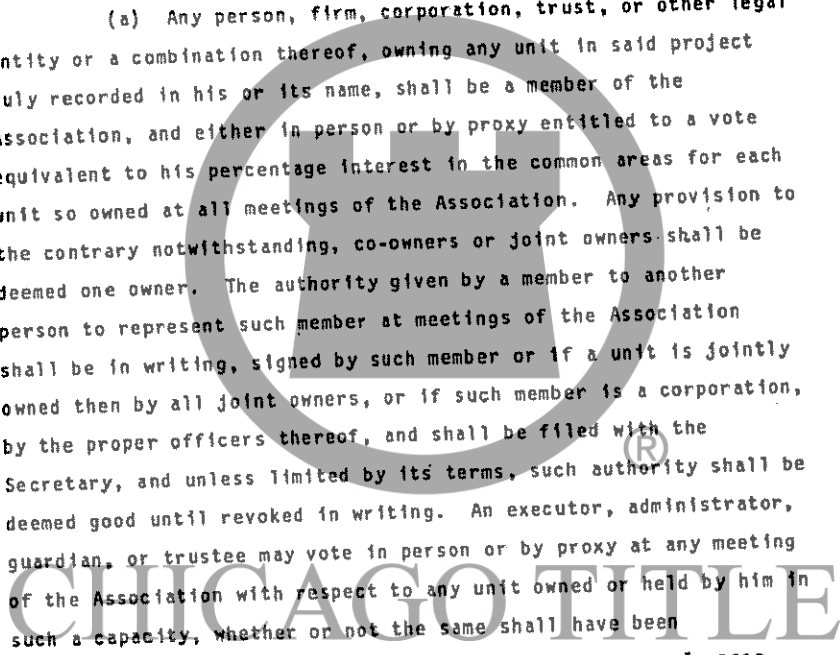 (a) Any person, firm, corporation, trust, or other legal
ntity or a combination thereof, owning any unit in said project
uly recorded in his or its name, shall be a member of the
Association, and either in person or by proxy entitled to a vote
equivalent to his percentage interest in the common areas for each
unit so owned at all meetings of the Association. Any provision to
the contrary notwithstanding, co-owners or joint owners shall be
deemed one owner. The authority given by a member to another
person to represent such member at meetings of the Association
shall be in writing, signed by such member or if a unit is jointly
owned then by all joint owners, or if such member is a corporation,
by the proper officers thereof, and shall be filed with the
®
Secretary, and unless limited by its terms, such authority shall be
deemed good until revoked in writing. An executor, administrator,
guardian, or trustee may vote in person or by proxy at any meeting
of the Association with respect to any unit owned or held by him in
CHICAGO TITLE
such a capacity, whether or not the same shall have been